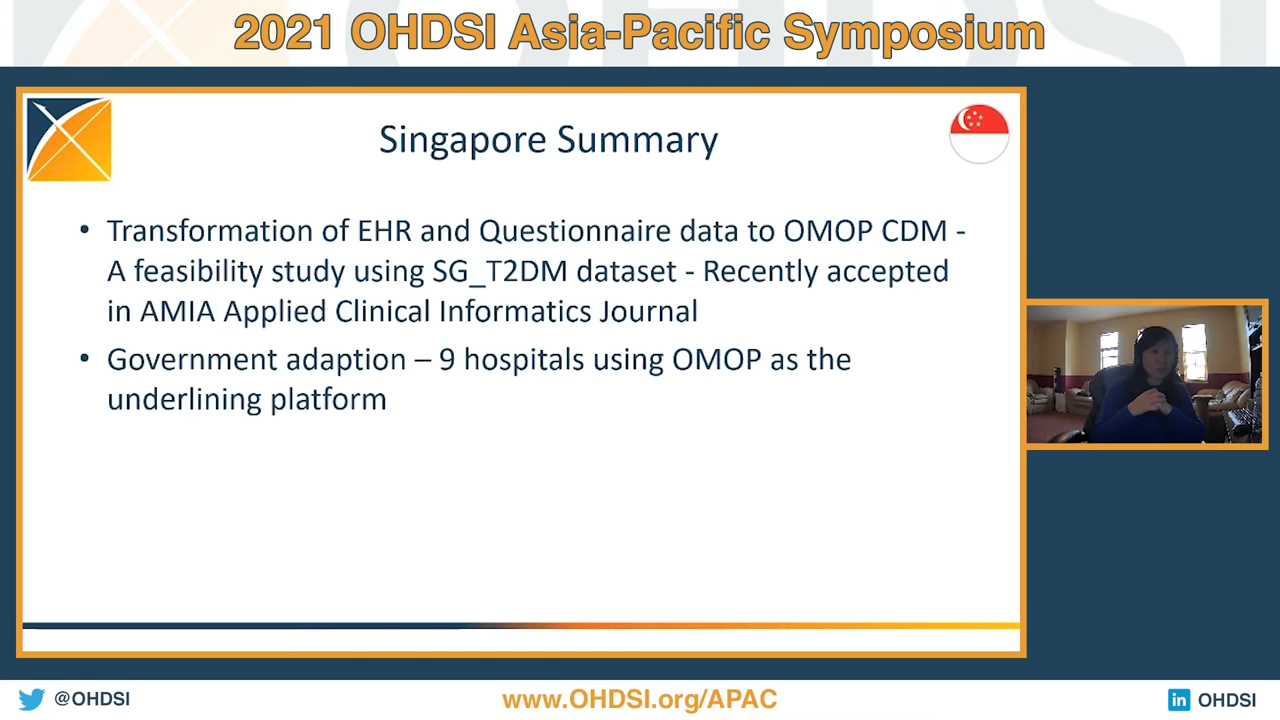 2021 OHDSI Asia-Pacific Symposium
Singapore Summary
• Transformation of EHR and Questionnaire data to OMOP CDM -
A feasibility study using SG_T2DM dataset - Recently accepted
in AMIA Applied Clinical Informatics Journal
• Government adaption – 9 hospitals using OMOP as the
underlining platform
@OHDSI
www.OHDSI.org/APAC
in OHDSI